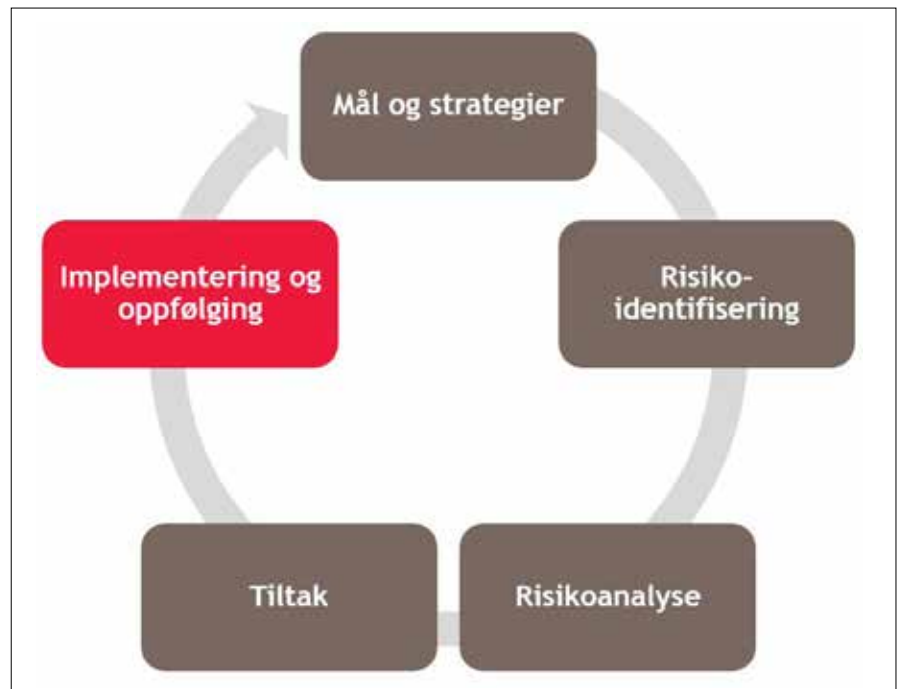 Mål og strategier
Risiko-
identifisering
Risikoanalyse
Tiltak
Implementering og
oppfølging